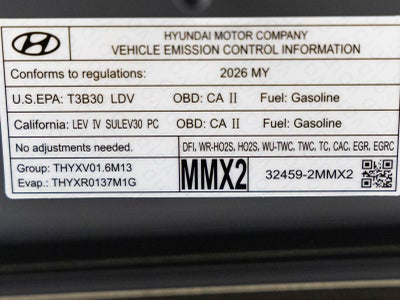 HYUNDAI MOTOR COMPANY
VEHICLE EMISSION CONTROL INFORMATION
Conforms to regulations: 2026 MY
U.S.EPA: T3B30 LDV OBD: CA II Fuel: Gasoline
California: LEV IV SULEV30 PC OBD: CA II Fuel: Gasoline
No adjustments needed. DFI, WR-HO2S, HO2S, WU-TWC, TWC, TC, CAC, EGR, EGRC
Group: THYXV01.6M13
Evap.: THYXR0137M1G
MMX2 32459-2MMX2